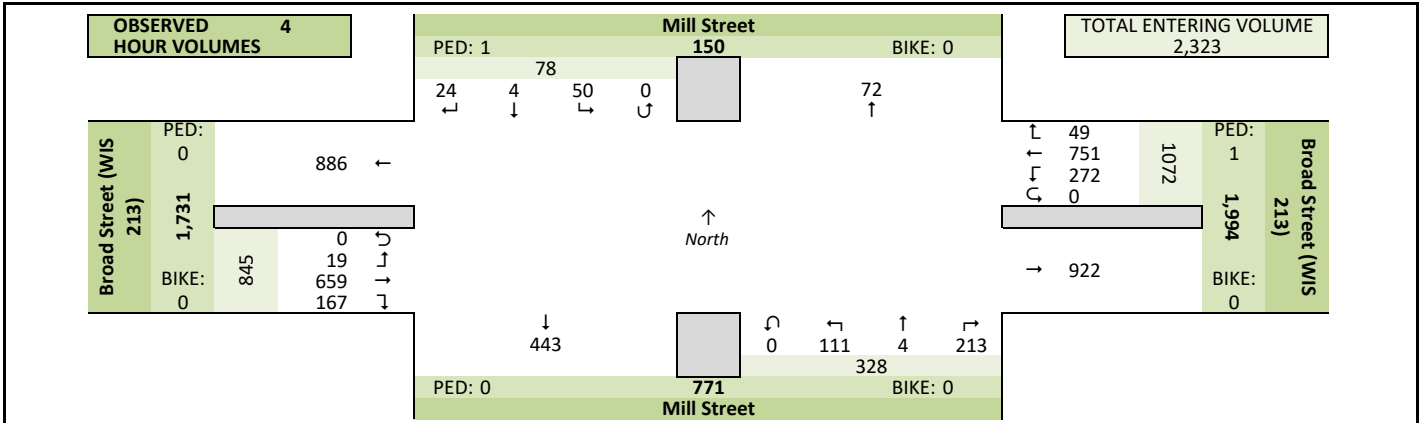 OBSERVED 4
HOUR VOLUMES
Mill Street
PED: 1 150 BIKE: 0
TOTAL ENTERING VOLUME
2,323
78
24 4 50 0
↵ ↓ ↳ ↺
72
↑
Broad Street (WIS
213)
PED:
0
1,731
BIKE:
0
886 ←
845
0 ↺
19 ↰
659 →
167 ↴
↑
North
↱ 49
← 751
↲ 272
↺ 0
1072
PED:
1
1,994
BIKE:
0
Broad Street (WIS
213)
→ 922
↓
443
↺ ↰ ↑ ↱
0 111 4 213
328
PED: 0 771 BIKE: 0
Mill Street